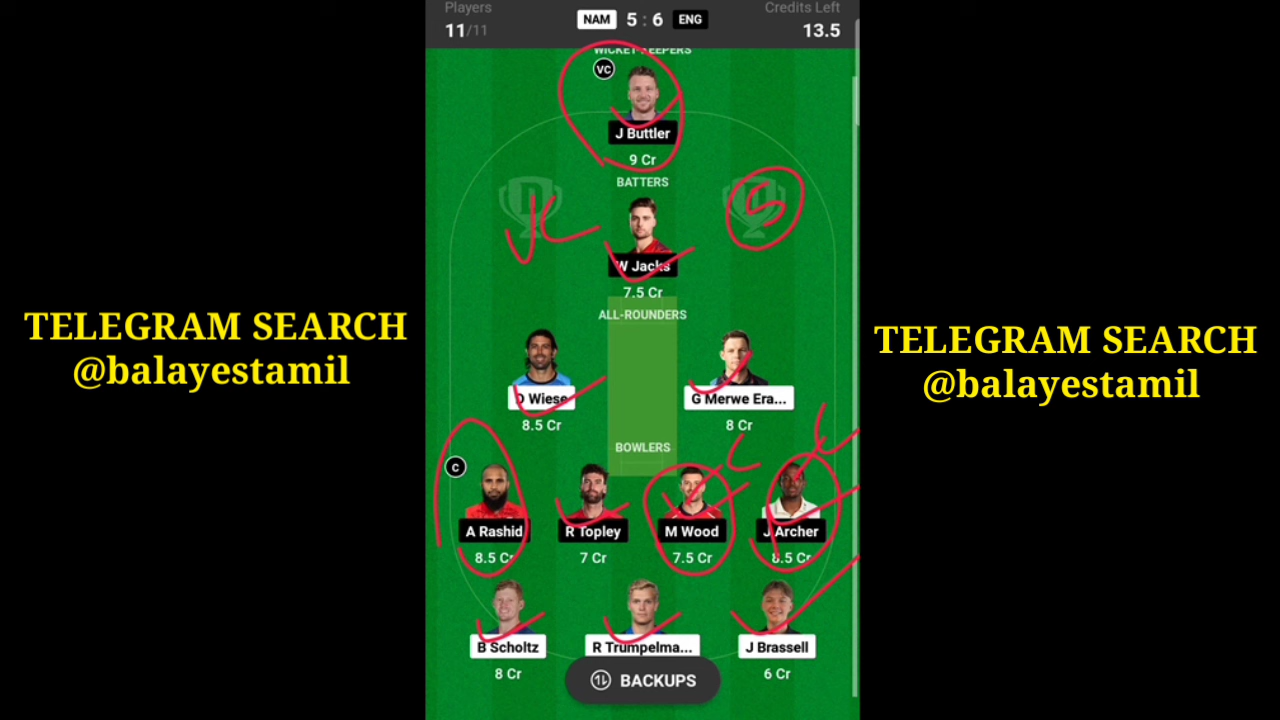 Players
Credits Left
11/11
NAM 5 : 6 ENG
13.5
WICKET-KEEPERS
VC
J Buttler
9 Cr
BATTERS
W Jacks
7.5 Cr
ALL-ROUNDERS
D Wiese
G Merwe Era...
8.5 Cr
8 Cr
BOWLERS
C
A Rashid
R Topley
M Wood
J Archer
8.5 Cr
7 Cr
7.5 Cr
8.5 Cr
B Scholtz
R Trumpelma...
J Brassell
8 Cr
6 Cr
BACKUPS
TELEGRAM SEARCH
@balayestamil
TELEGRAM SEARCH
@balayestamil